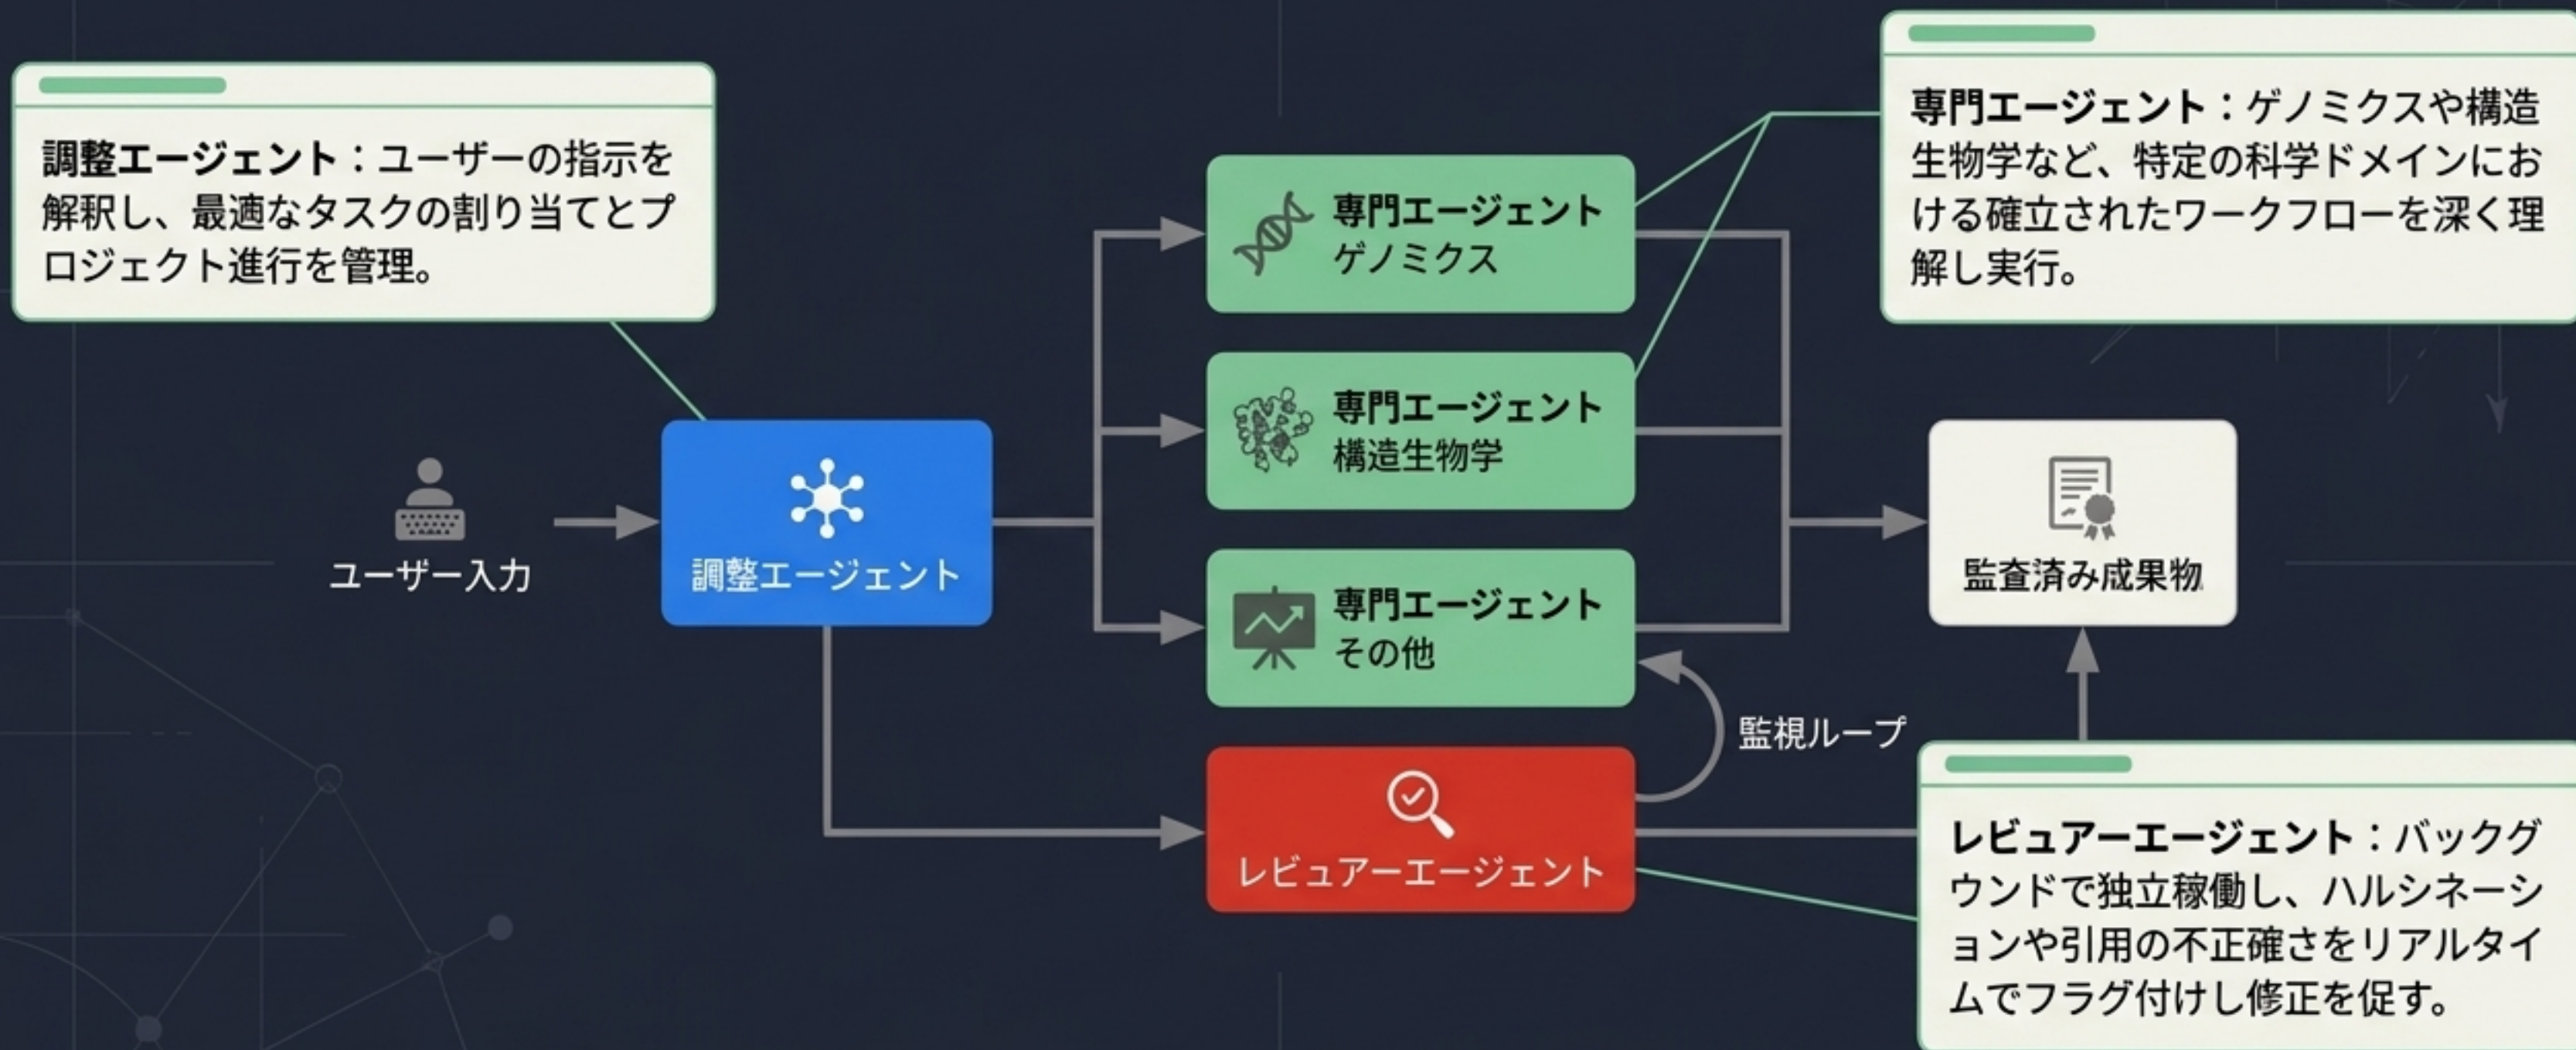 調整エージェント：ユーザーの指示を
解釈し、最適なタスクの割り当てとプ
ロジェクト進行を管理。
専門エージェント：ゲノミクスや構造
生物学など、特定の科学ドメインにお
ける確立されたワークフローを深く理
解し実行。
ユーザー入力
調整エージェント
専門エージェント
ゲノミクス
専門エージェント
構造生物学
専門エージェント
その他
監視ループ
レビュアーエージェント
監査済み成果物
レビュアーエージェント：バックグ
ウンドで独立稼働し、ハルシネーシ
ョンや引用の不正確さをリアルタイ
ムでフラグ付けし修正を促す。